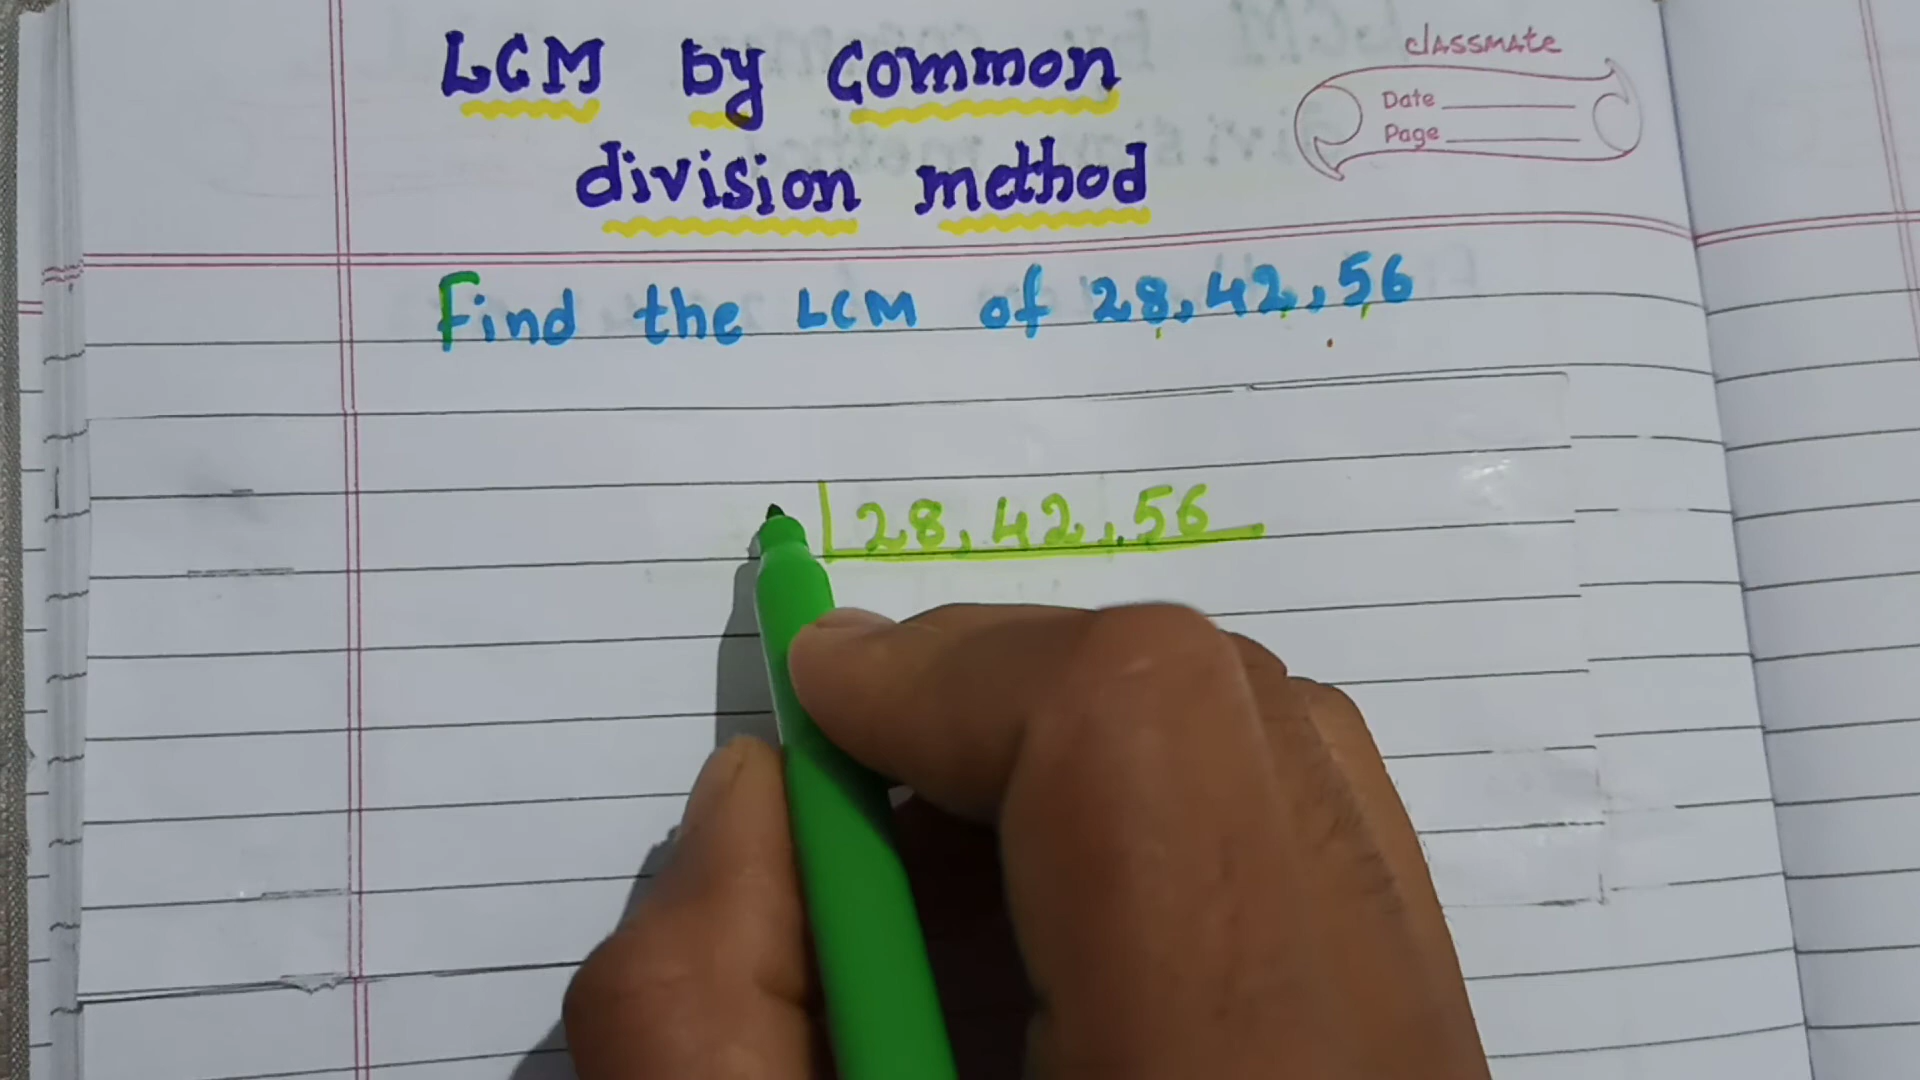 LCM by common
division method
classmate
Date
Page
Find the LCM of 28, 42, 56
28, 42, 56